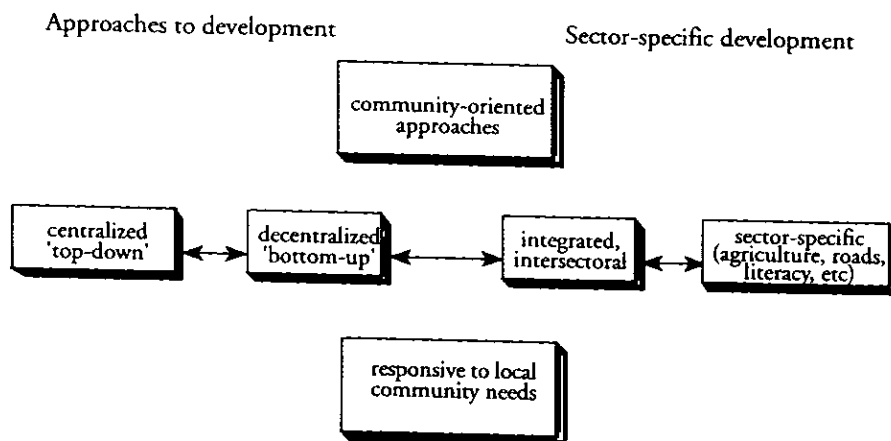 Approaches to development
Sector-specific development
community-oriented
approaches
centralized
'top-down'
decentralized
'bottom-up'
integrated,
intersectoral
sector-specific
(agriculture, roads,
literacy, etc)
responsive to local
community needs